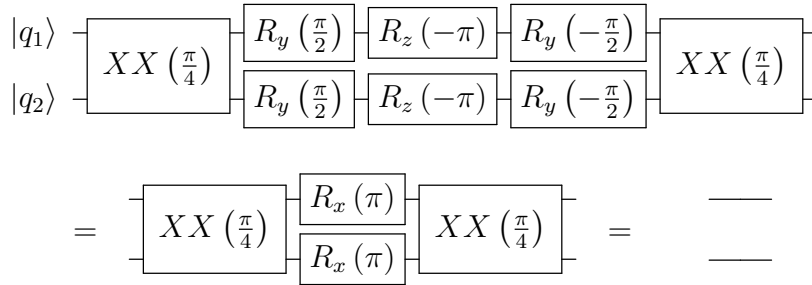 |q₁⟩ XX (π/4) R_y (π/2) R_z (−π) R_y (−π/2) XX (π/4)
|q₂⟩ R_y (π/2) R_z (−π) R_y (−π/2)
= XX (π/4) R_x (π) XX (π/4) =
R_x (π)